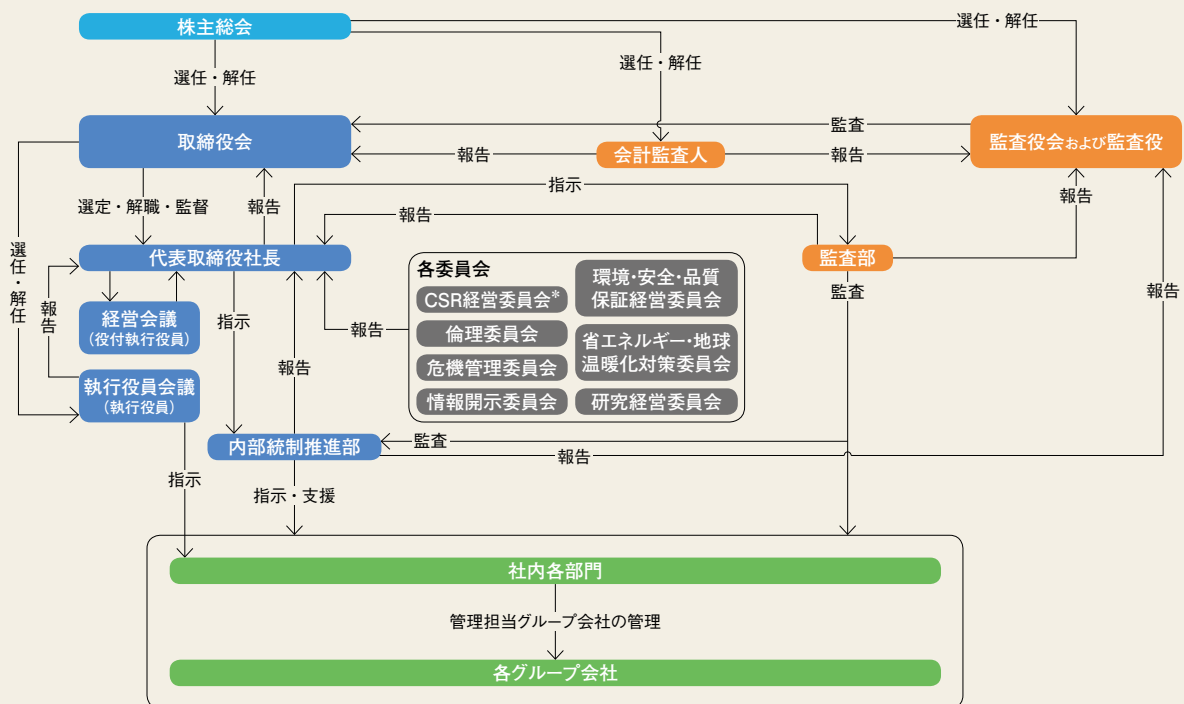 株主総会
選任・解任
選任・解任
選任・解任
取締役会
監査
監査役会および監査役
報告
会計監査人
報告
指示
選定・解職・監督
報告
報告
報告
選任・解任
代表取締役社長
監査部
各委員会
CSR経営委員会*
環境・安全・品質
保証経営委員会
監査
報告
報告
経営会議
(役付執行役員)
指示
報告
倫理委員会
省エネルギー・地球
温暖化対策委員会
危機管理委員会
報告
執行役員会議
(執行役員)
情報開示委員会
研究経営委員会
内部統制推進部
監査
報告
指示
指示・支援
社内各部門
管理担当グループ会社の管理
各グループ会社